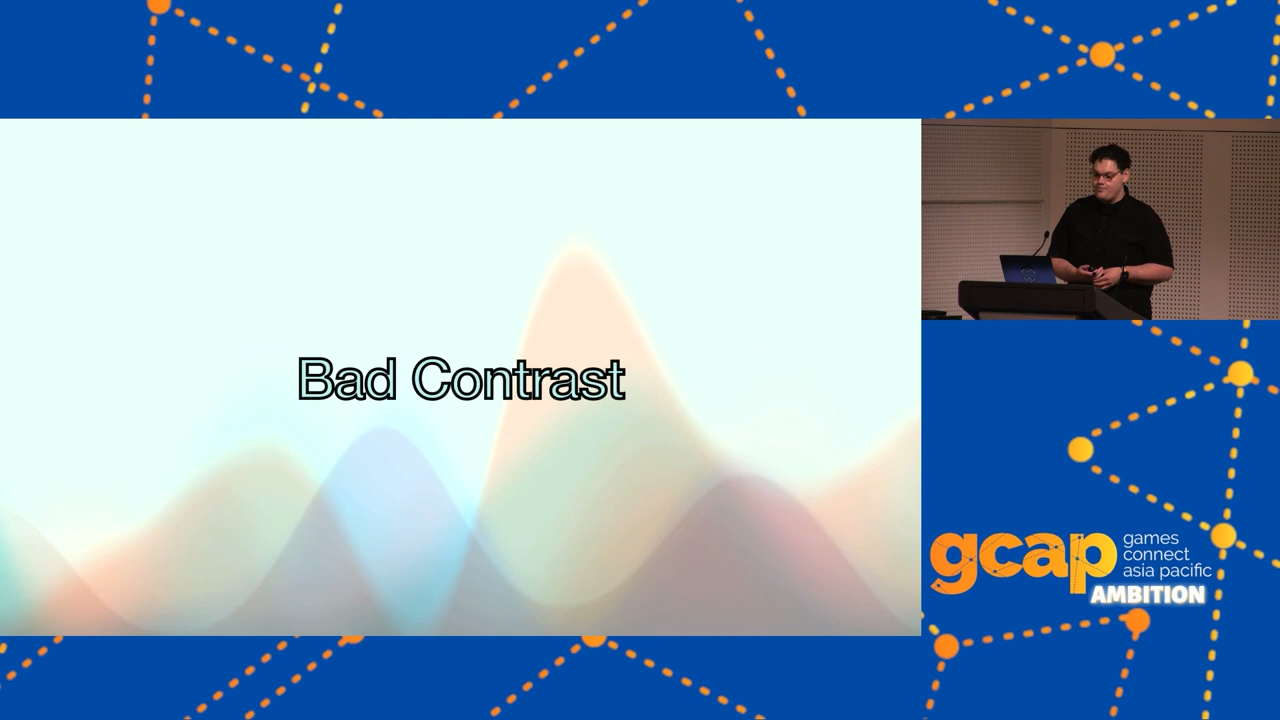 Bad Contrast
gcap
games
connect
asia pacific
AMBITION